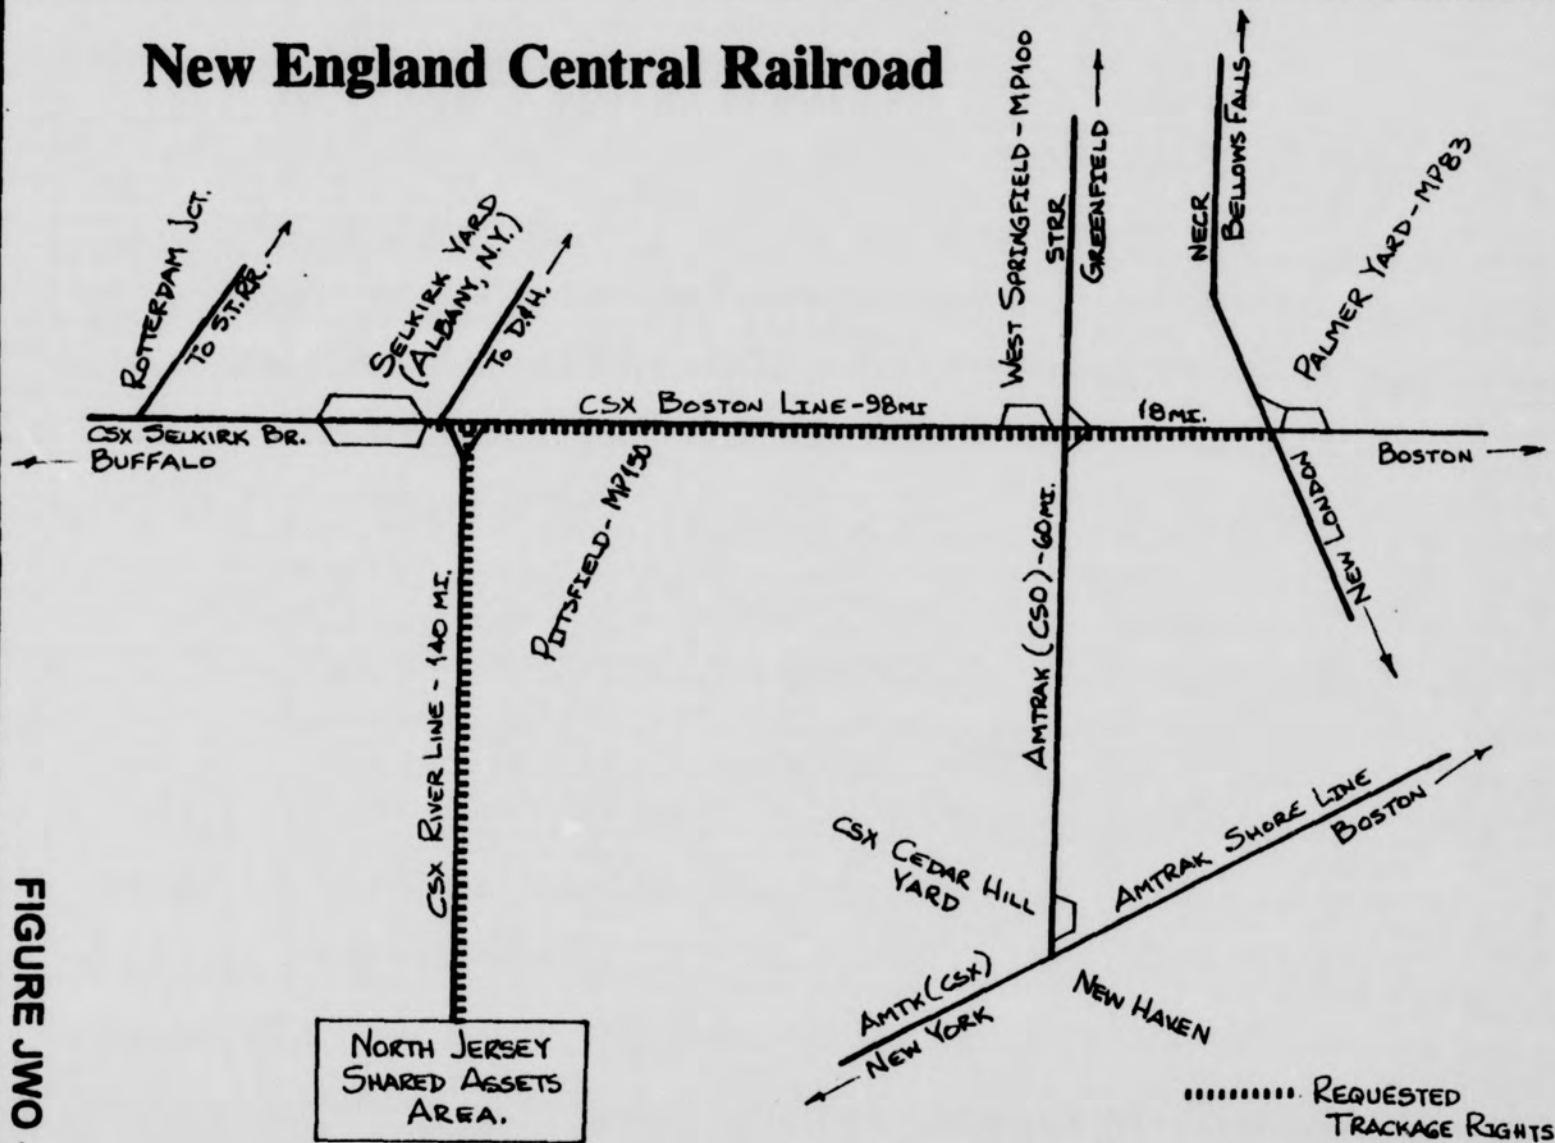 New England Central Railroad
ROTTERDAM JCT.
TO S.T.RR.
SELKIRK YARD
(ALBANY, N.Y.)
TO D&H.
WEST SPRINGFIELD-MP100
STRR
GREENFIELD
NECR
BELLOWS FALLS
PALMER YARD-MP83
CSX BOSTON LINE-98MI
18MI.
CSX SELKIRK BR.
BUFFALO
BOSTON
PITTSFIELD-MP150
NEW LONDON
CSX RIVER LINE - 140 MI.
AMTRAK (CSO)-60MI.
CSX CEDAR HILL
YARD
AMTRAK SHORE LINE
BOSTON
AMTK (CSX)
NEW YORK
NEW HAVEN
NORTH JERSEY
SHARED ASSETS
AREA.
REQUESTED
TRACKAGE RIGHTS
FIGURE JWO